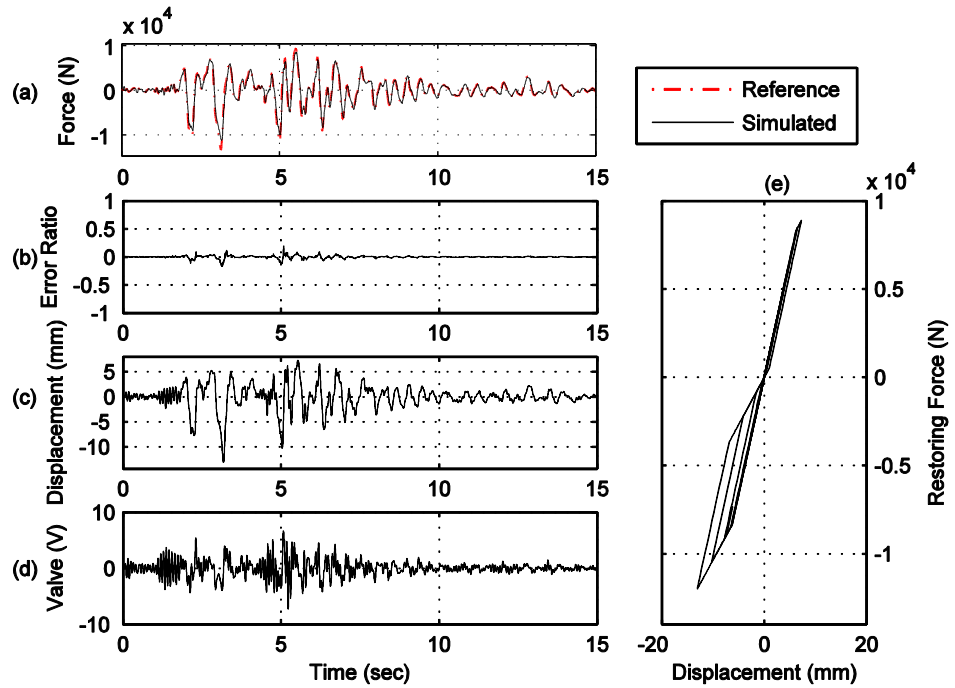 x 10^4
(a)
Force (N)
1
0
-1
0 5 10 15
Reference
Simulated
(b)
Error Ratio
1
0.5
0
-0.5
-1
0 5 10 15
(c)
Displacement (mm)
5
0
-5
-10
0 5 10 15
(d)
Valve (V)
10
0
-10
0 5 10 15
Time (sec)
(e)
x 10^4
1
0.5
0
-0.5
-1
Restoring Force (N)
-20 0 20
Displacement (mm)